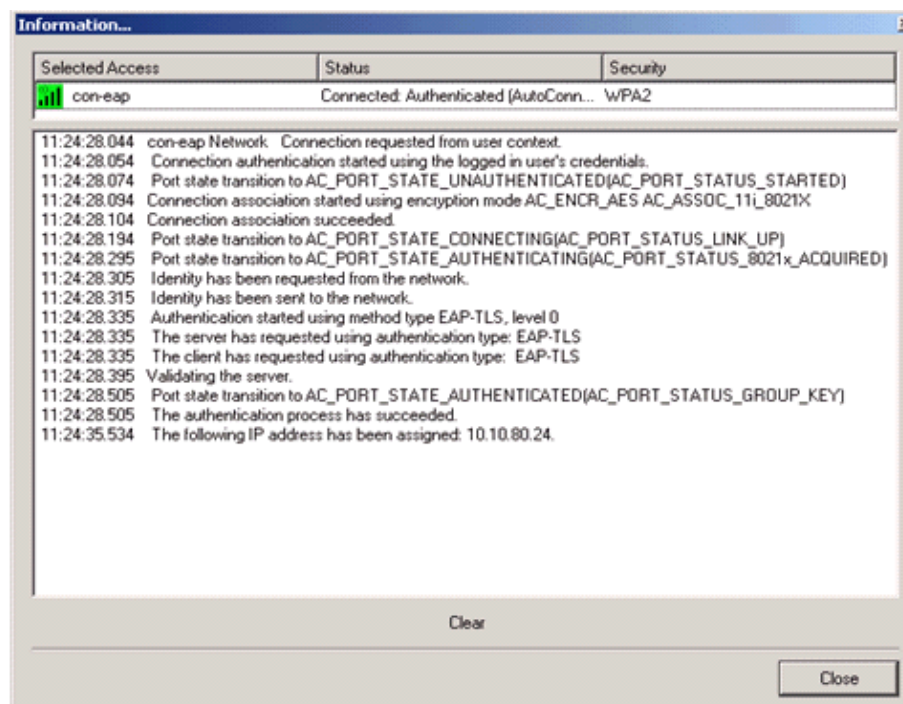 Information...
Selected Access Status Security
con-eap Connected: Authenticated (AutoConn... WPA2
11:24:28.044 con-eap Network Connection requested from user context.
11:24:28.054 Connection authentication started using the logged in user's credentials.
11:24:28.074 Port state transition to AC_PORT_STATE_UNAUTHENTICATED(AC_PORT_STATUS_STARTED)
11:24:28.094 Connection association started using encryption mode AC_ENCR_AES AC_ASSOC_11i_8021X
11:24:28.104 Connection association succeeded.
11:24:28.194 Port state transition to AC_PORT_STATE_CONNECTING(AC_PORT_STATUS_LINK_UP)
11:24:28.295 Port state transition to AC_PORT_STATE_AUTHENTICATING(AC_PORT_STATUS_8021x_ACQUIRED)
11:24:28.305 Identity has been requested from the network.
11:24:28.315 Identity has been sent to the network.
11:24:28.335 Authentication started using method type EAP-TLS, level 0
11:24:28.335 The server has requested using authentication type: EAP-TLS
11:24:28.335 The client has requested using authentication type: EAP-TLS
11:24:28.395 Validating the server.
11:24:28.505 Port state transition to AC_PORT_STATE_AUTHENTICATED(AC_PORT_STATUS_GROUP_KEY)
11:24:28.505 The authentication process has succeeded.
11:24:35.534 The following IP address has been assigned: 10.10.80.24.
Clear
Close